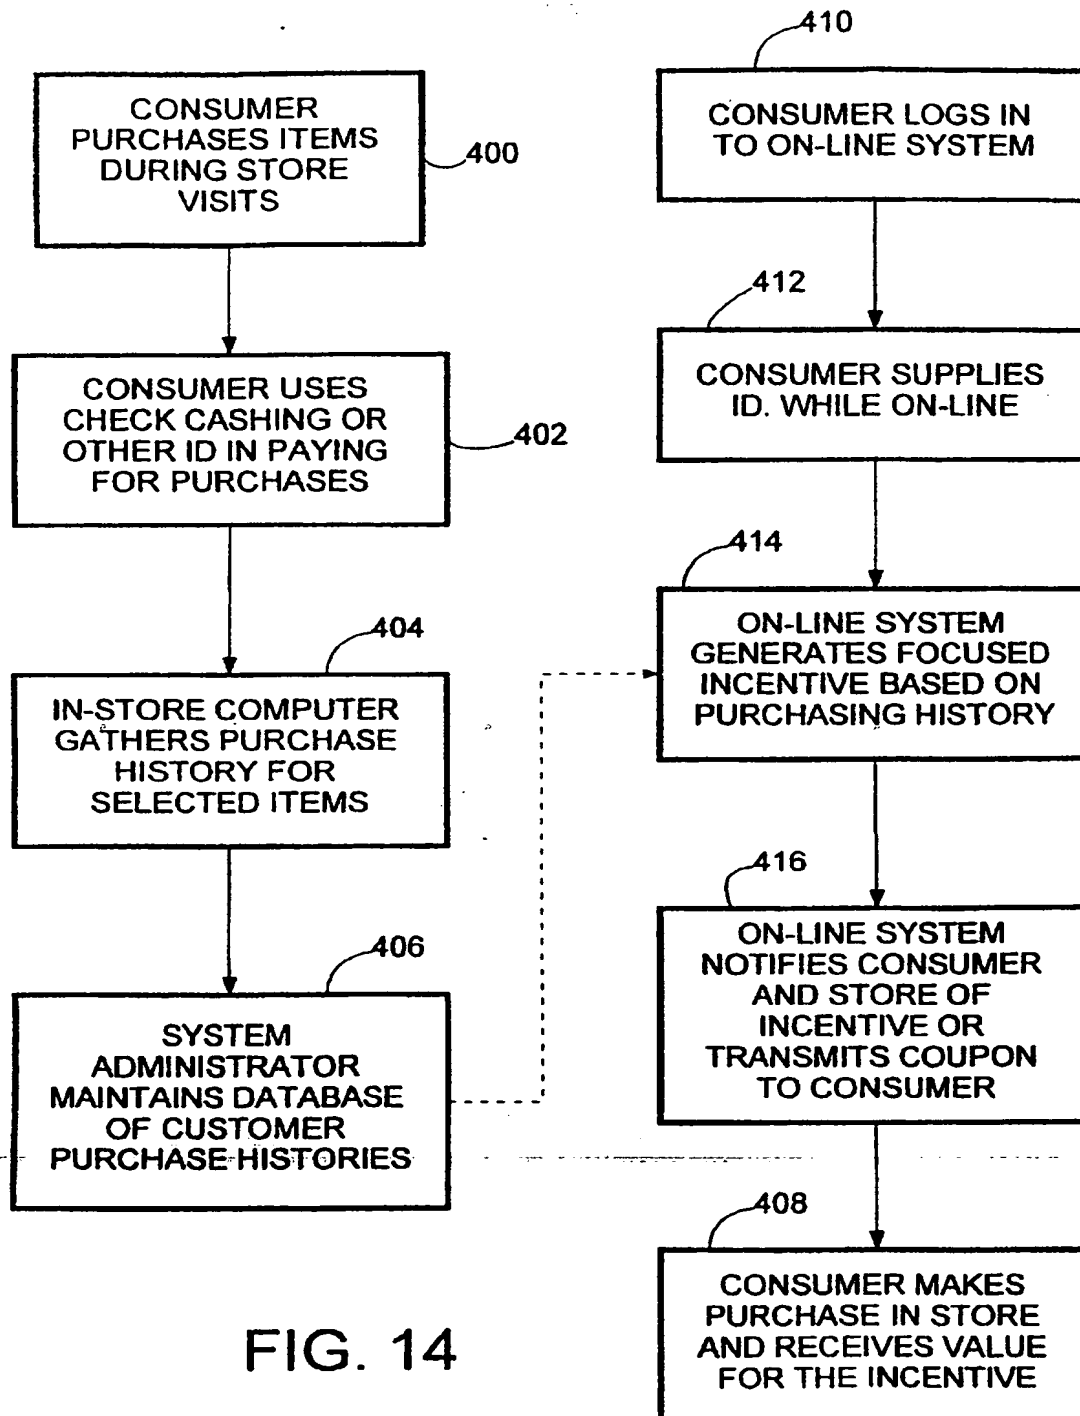 400
CONSUMER
PURCHASES ITEMS
DURING STORE
VISITS
402
CONSUMER USES
CHECK CASHING OR
OTHER ID IN PAYING
FOR PURCHASES
404
IN-STORE COMPUTER
GATHERS PURCHASE
HISTORY FOR
SELECTED ITEMS
406
SYSTEM
ADMINISTRATOR
MAINTAINS DATABASE
OF CUSTOMER
PURCHASE HISTORIES
410
CONSUMER LOGS IN
TO ON-LINE SYSTEM
412
CONSUMER SUPPLIES
ID. WHILE ON-LINE
414
ON-LINE SYSTEM
GENERATES FOCUSED
INCENTIVE BASED ON
PURCHASING HISTORY
416
ON-LINE SYSTEM
NOTIFIES CONSUMER
AND STORE OF
INCENTIVE OR
TRANSMITS COUPON
TO CONSUMER
408
CONSUMER MAKES
PURCHASE IN STORE
AND RECEIVES VALUE
FOR THE INCENTIVE
FIG. 14